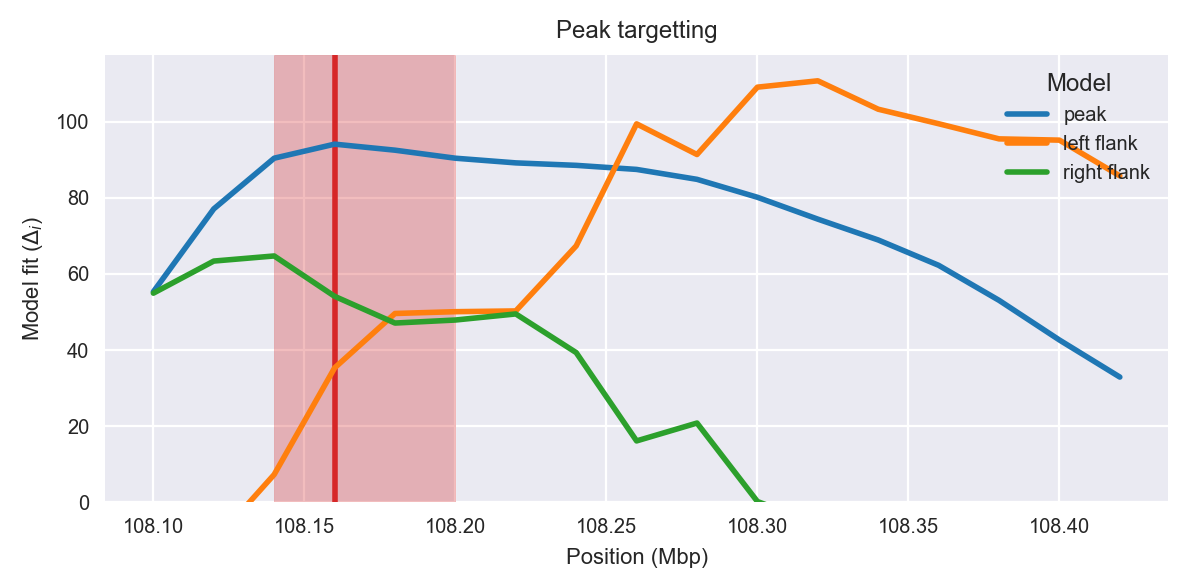 Peak targetting
Model
peak
left flank
right flank
Model fit (Δi)
100
80
60
40
20
0
108.10 108.15 108.20 108.25 108.30 108.35 108.40
Position (Mbp)